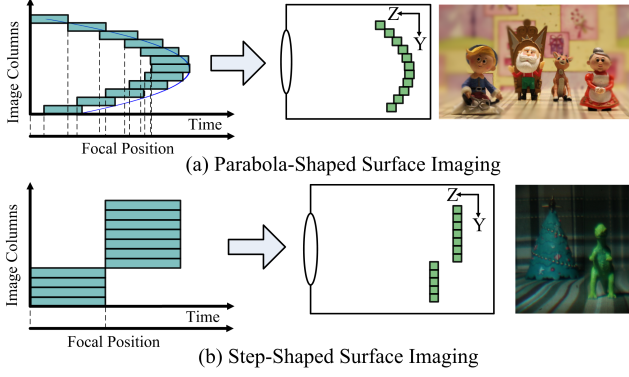 Image Columns
Time
Focal Position
Z
Y
(a) Parabola-Shaped Surface Imaging
Image Columns
Time
Focal Position
Z
Y
(b) Step-Shaped Surface Imaging